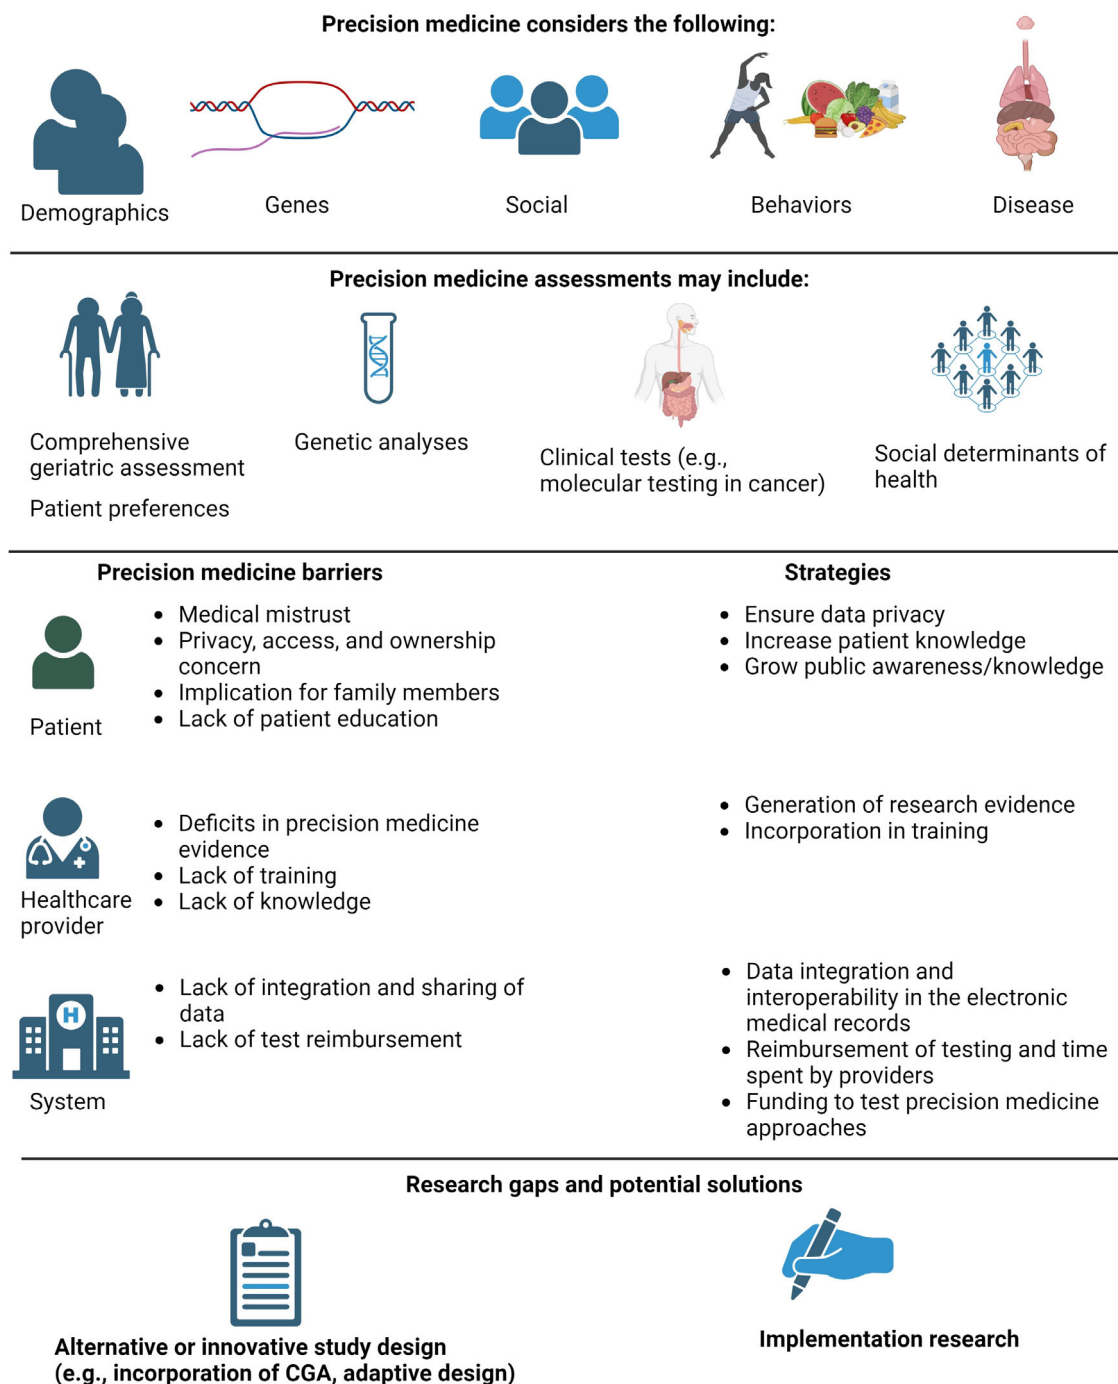 Precision medicine considers the following:
Demographics
Genes
Social
Behaviors
Disease
Precision medicine assessments may include:
Comprehensive
geriatric assessment
Patient preferences
Genetic analyses
Clinical tests (e.g.,
molecular testing in cancer)
Social determinants of
health
Precision medicine barriers
Strategies
Patient
• Medical mistrust
• Privacy, access, and ownership
concern
• Implication for family members
• Lack of patient education
• Ensure data privacy
• Increase patient knowledge
• Grow public awareness/knowledge
Healthcare
provider
• Deficits in precision medicine
evidence
• Lack of training
• Lack of knowledge
• Generation of research evidence
• Incorporation in training
H
System
• Lack of integration and sharing of
data
• Lack of test reimbursement
• Data integration and
interoperability in the electronic
medical records
• Reimbursement of testing and time
spent by providers
• Funding to test precision medicine
approaches
Research gaps and potential solutions
Alternative or innovative study design
(e.g., incorporation of CGA, adaptive design)
Implementation research